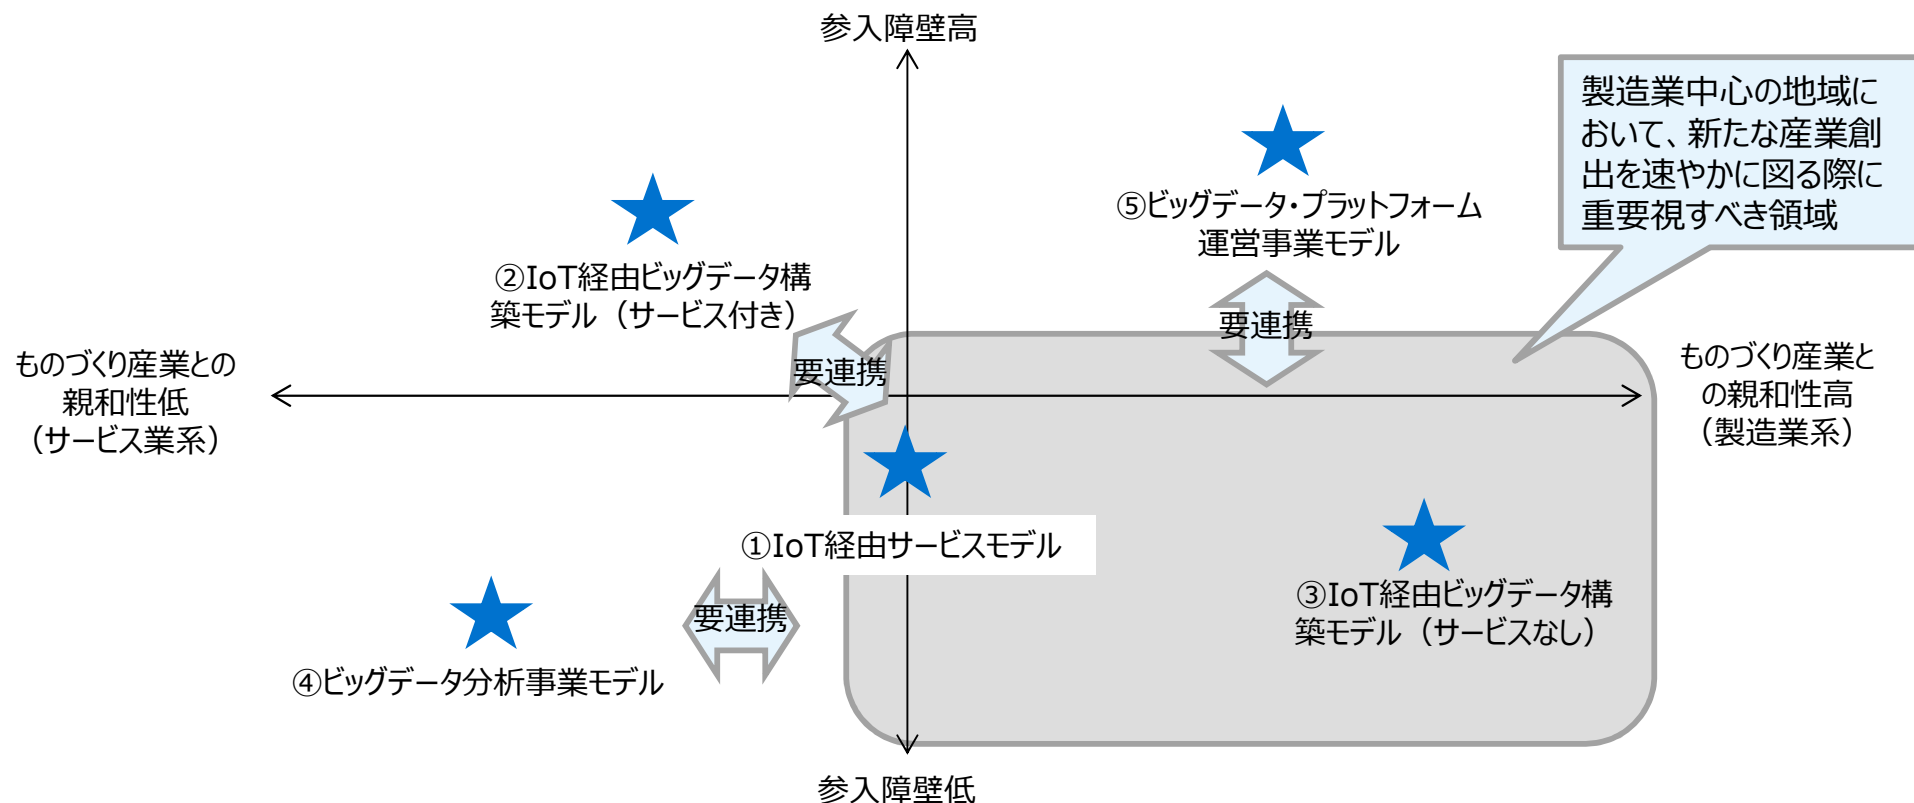 参入障壁高
製造業中心の地域に
おいて、新たな産業創
出を速やかに図る際に
重要視すべき領域
⑤ビッグデータ・プラットフォーム
運営事業モデル
②IoT経由ビッグデータ構
築モデル（サービス付き）
要連携
要連携
ものづくり産業との
親和性低
（サービス業系）
ものづくり産業と
の親和性高
（製造業系）
①IoT経由サービスモデル
③IoT経由ビッグデータ構
築モデル（サービスなし）
要連携
④ビッグデータ分析事業モデル
参入障壁低